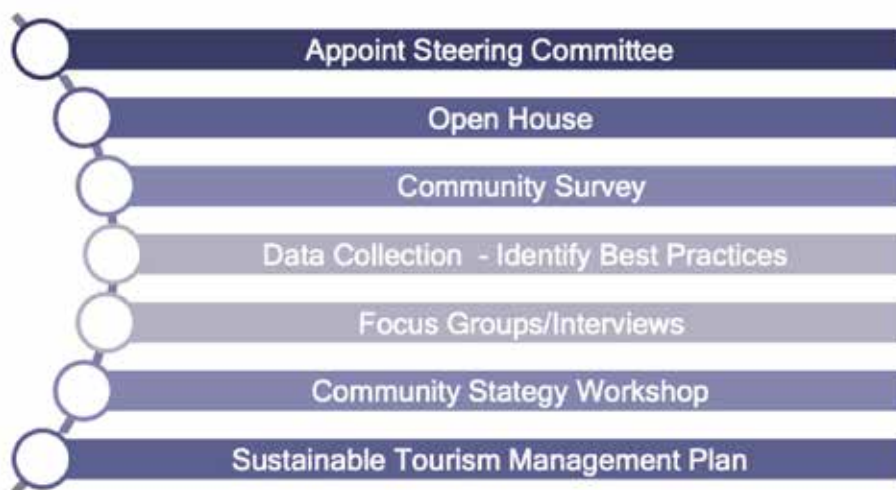 Appoint Steering Committee
Open House
Community Survey
Data Collection - Identify Best Practices
Focus Groups/Interviews
Community Stategy Workshop
Sustainable Tourism Management Plan